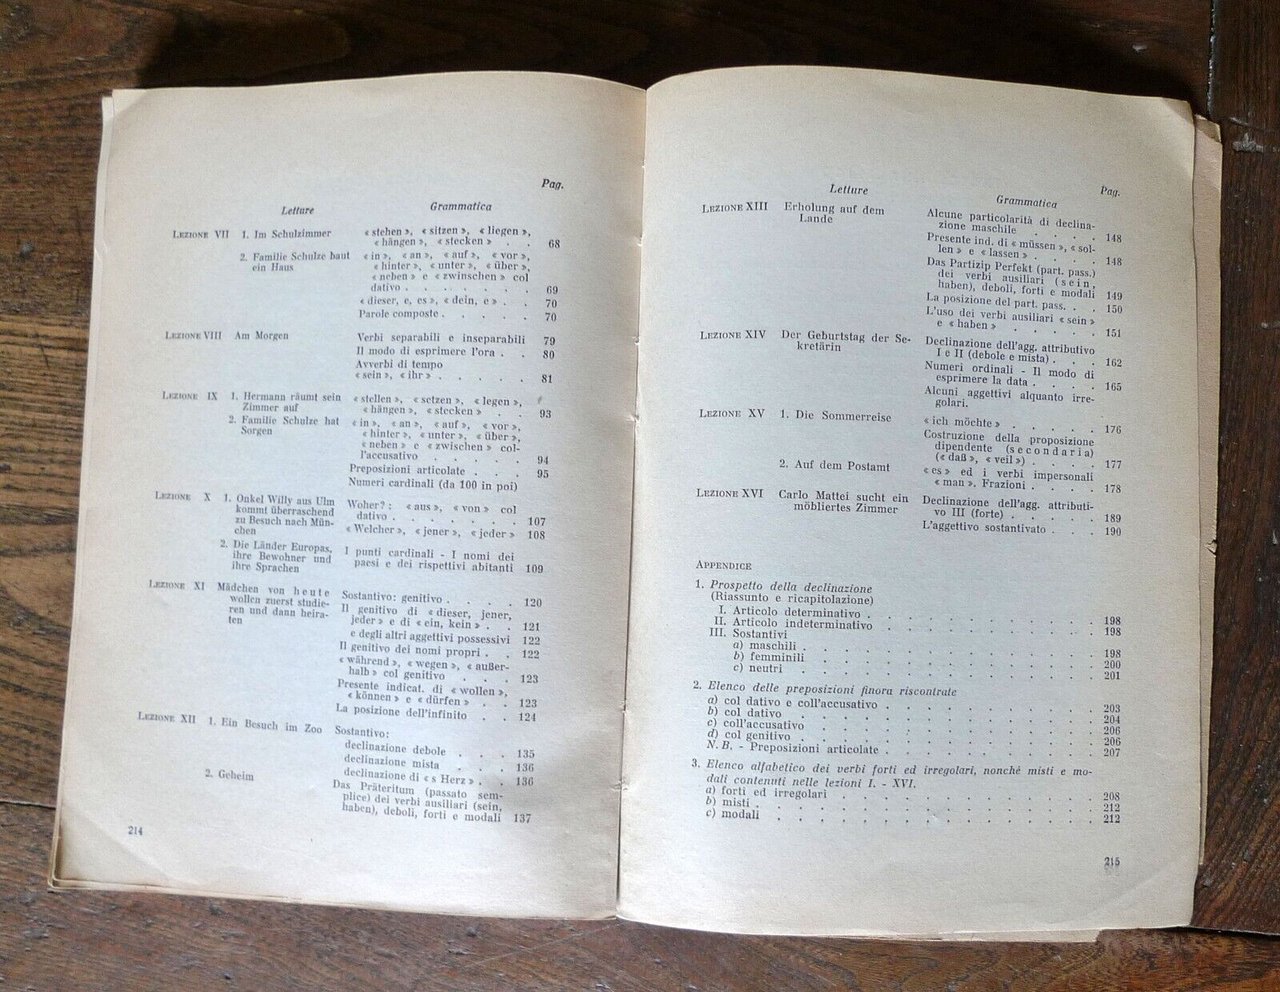 Pag.
Letture Grammatica
LEZIONE VII 1. Im Schulzimmer « stehen », « sitzen », « liegen »,
« hängen », « stecken » . . 68
2. Familie Schulze baut « in », « an », « auf », « vor »,
ein Haus « hinter », « unter », « über »,
« neben » e « zwinschen » col
dativo . . . . . . . 69
« dieser, e, es », « dein, e » . . 70
Parole composte . . . . . 70
LEZIONE VIII Am Morgen Verbi separabili e inseparabili 79
Il modo di esprimere l'ora . . 80
Avverbi di tempo
« sein », « ihr » . . . . . 81
LEZIONE IX 1. Hermann räumt sein « stellen », « setzen », « legen »,
Zimmer auf « hängen », « stecken » . . 93
2. Familie Schulze hat « in », « an », « auf », « vor »,
Sorgen « hinter », « unter », « über »,
« neben » e « zwischen » col-
l'accusativo . . . . . 94
Preposizioni articolate . . . 95
Numeri cardinali (da 100 in poi)
LEZIONE X 1. Onkel Willy aus Ulm Woher? : « aus », « von » col
kommt überraschend dativo . . . . . . . 107
zu Besuch nach Mün- « Welcher », « jener », « jeder » 108
chen
2. Die Länder Europas, I punti cardinali - I nomi dei
ihre Bewohner und paesi e dei rispettivi abitanti 109
ihre Sprachen
LEZIONE XI Mädchen von heute Sostantivo: genitivo . . . . 120
wollen zuerst studie- Il genitivo di « dieser, jener,
ren und dann heira- jeder » e di « ein, kein » . . 121
ten e degli altri aggettivi possessivi 122
Il genitivo dei nomi propri . . 122
« während », « wegen », « außer-
halb » col genitivo . . . 123
Presente indicat. di « wollen »,
« können » e « dürfen » . . 123
La posizione dell'infinito . . 124
LEZIONE XII 1. Ein Besuch im Zoo Sostantivo:
declinazione debole . . . 135
declinazione mista . . . 136
declinazione di « s Herz » . . 136
2. Geheim Das Präteritum (passato sem-
plice) dei verbi ausiliari (sein,
haben), deboli, forti e modali 137
214
Letture Grammatica Pag.
LEZIONE XIII Erholung auf dem Alcune particolarità di declina-
Lande zione maschile . . . . . 148
Presente ind. di « müssen », « sol-
len » e « lassen » . . . . 148
Das Partizip Perfekt (part. pass.)
dei verbi ausiliari (sein,
haben), deboli, forti e modali 149
La posizione del part. pass. . . 150
L'uso dei verbi ausiliari « sein »
e « haben » . . . . . 151
LEZIONE XIV Der Geburtstag der Se- Declinazione dell'agg. attributivo
kretärin I e II (debole e mista) . . . 162
Numeri ordinali - Il modo di
esprimere la data . . . . 165
Alcuni aggettivi alquanto irre-
golari.
LEZIONE XV 1. Die Sommerreise « ich möchte » . . . . . 176
Costruzione della proposizione
dipendente (secondaria)
(« daß », « veil ») . . . . 177
2. Auf dem Postamt « es » ed i verbi impersonali
« man ». Frazioni . . . . 178
LEZIONE XVI Carlo Mattei sucht ein Declinazione dell'agg. attributi-
möbliertes Zimmer vo III (forte) . . . . . 189
L'aggettivo sostantivato . . . 190
APPENDICE
1. Prospetto della declinazione
(Riassunto e ricapitolazione)
I. Articolo determinativo . . . . . . . . 198
II. Articolo indeterminativo . . . . . . . . 198
III. Sostantivi
a) maschili . . . . . . . . . . 198
b) femminili . . . . . . . . . . 200
c) neutri . . . . . . . . . . 201
2. Elenco delle preposizioni finora riscontrate
a) col dativo e coll'accusativo . . . . . . . . 203
b) col dativo . . . . . . . . . . 204
c) coll'accusativo . . . . . . . . . . 206
d) col genitivo . . . . . . . . . . 206
N. B. - Preposizioni articolate . . . . . . . . 207
3. Elenco alfabetico dei verbi forti ed irregolari, nonché misti e mo-
dali contenuti nelle lezioni I. - XVI.
a) forti ed irregolari . . . . . . . . . . 208
b) misti . . . . . . . . . . . . 212
c) modali . . . . . . . . . . . . 212
215